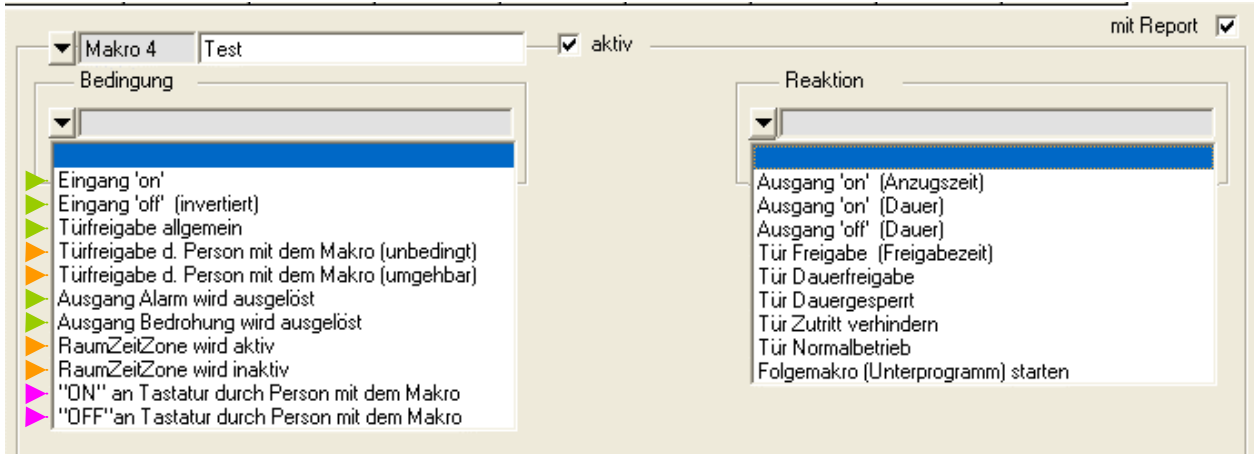 mit Report
Makro 4 Test aktiv
Bedingung
Eingang 'on'
Eingang 'off' (invertiert)
Türfreigabe allgemein
Türfreigabe d. Person mit dem Makro (unbedingt)
Türfreigabe d. Person mit dem Makro (umgehbar)
Ausgang Alarm wird ausgelöst
Ausgang Bedrohung wird ausgelöst
RaumZeitZone wird aktiv
RaumZeitZone wird inaktiv
"ON" an Tastatur durch Person mit dem Makro
"OFF"an Tastatur durch Person mit dem Makro
Reaktion
Ausgang 'on' (Anzugszeit)
Ausgang 'on' (Dauer)
Ausgang 'off' (Dauer)
Tür Freigabe (Freigabezeit)
Tür Dauerfreigabe
Tür Dauergesperrt
Tür Zutritt verhindern
Tür Normalbetrieb
Folgemakro (Unterprogramm) starten